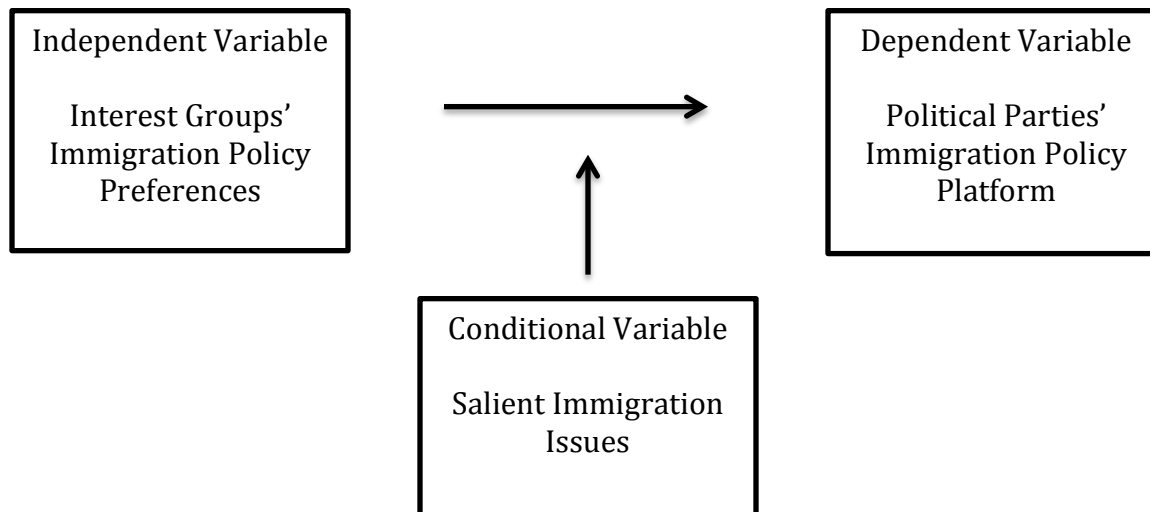 Independent Variable
Interest Groups’
Immigration Policy
Preferences
Dependent Variable
Political Parties’
Immigration Policy
Platform
Conditional Variable
Salient Immigration
Issues